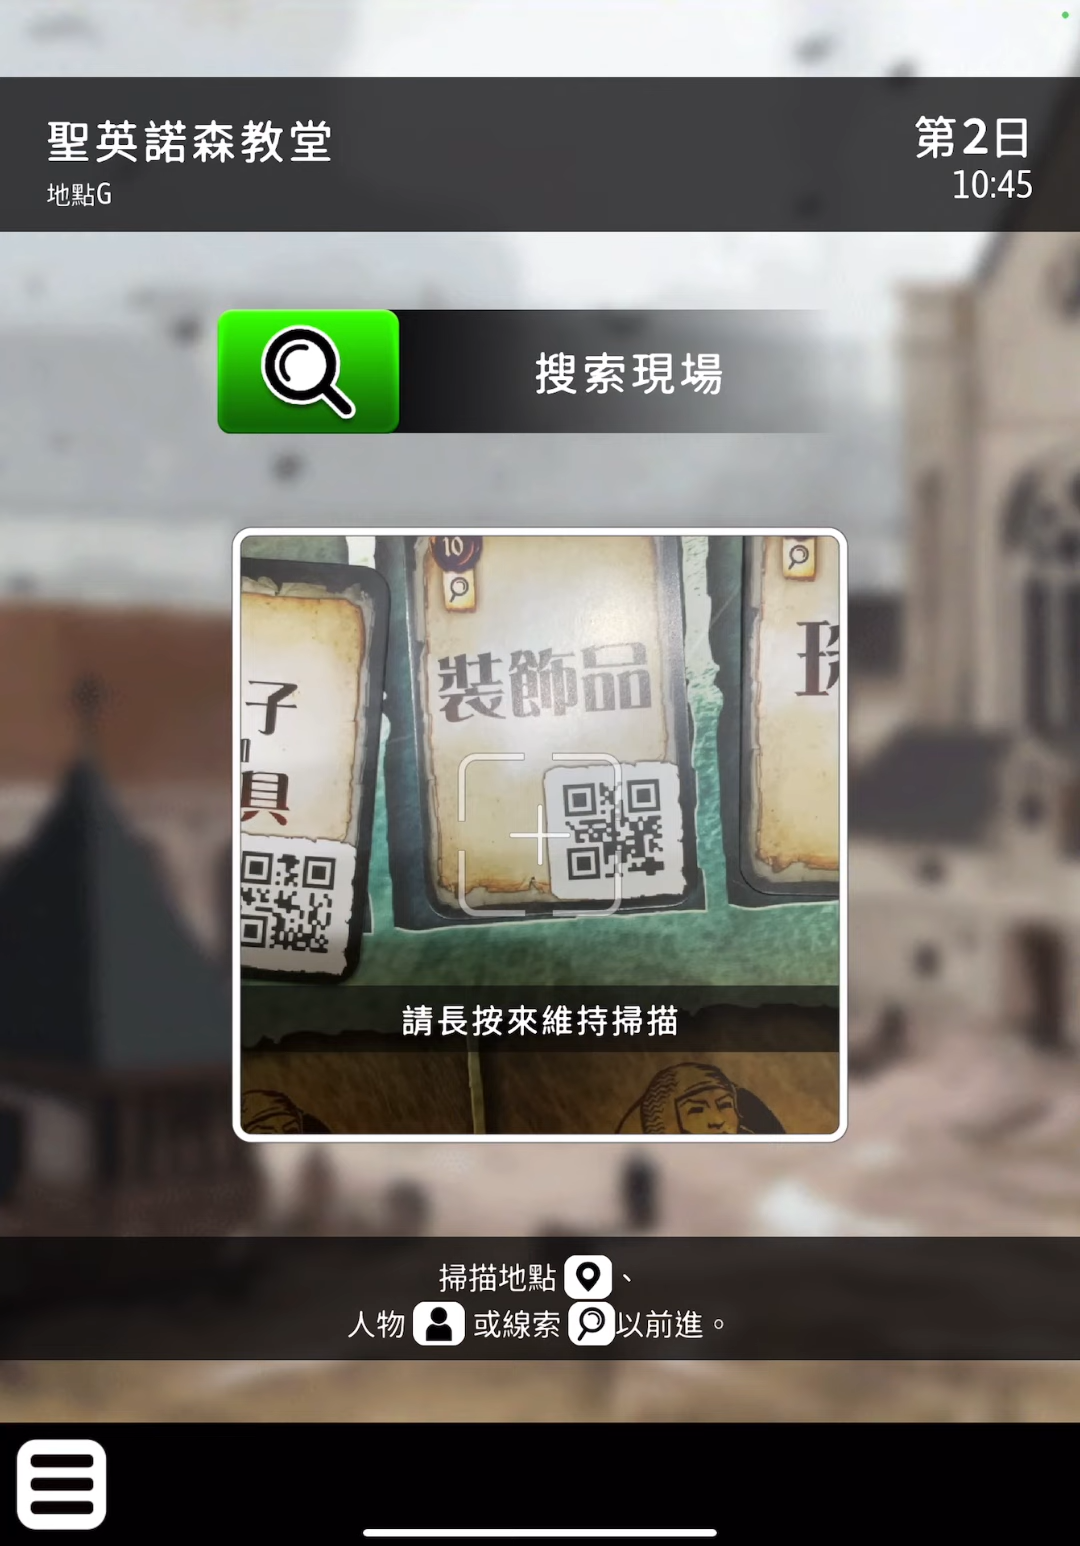 聖英諾森教堂
第2日
地點G
10:45
搜索現場
10
裝飾品
子
具
請長按來維持掃描
掃描地點、
人物 或線索 以前進。